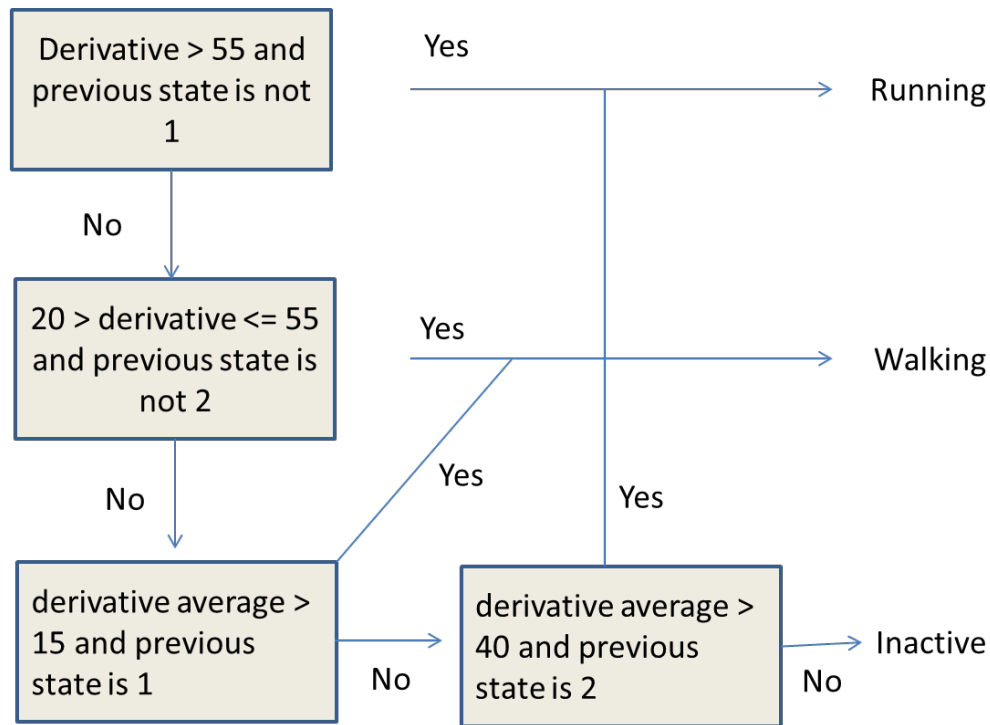 Derivative > 55 and
previous state is not
1
Yes
Running
No
20 > derivative <= 55
and previous state is
not 2
Yes
Walking
No
Yes
Yes
derivative average >
15 and previous
state is 1
No
derivative average >
40 and previous
state is 2
No
Inactive